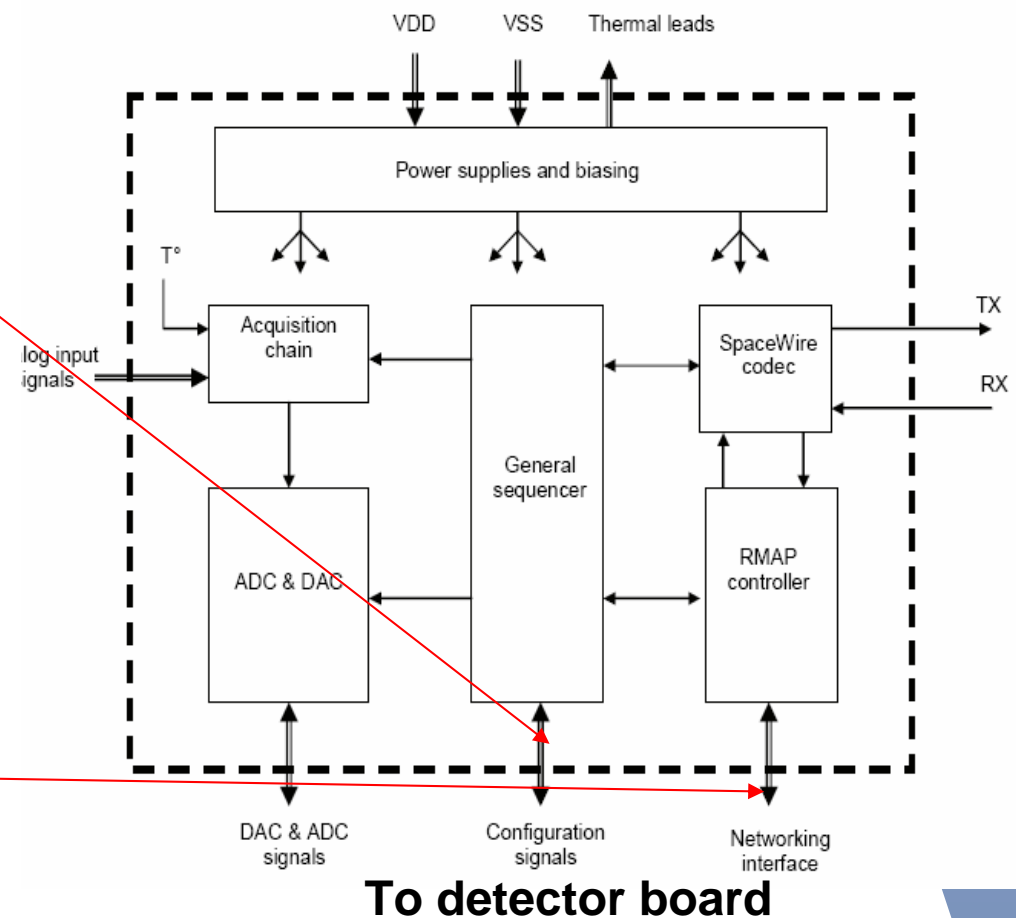 VDD VSS Thermal leads
Power supplies and biasing
T°
Acquisition
chain
SpaceWire
codec
TX
input
RX
General
sequencer
ADC & DAC
RMAP
controller
DAC & ADC
signals
Configuration
signals
Networking
interface
To detector board